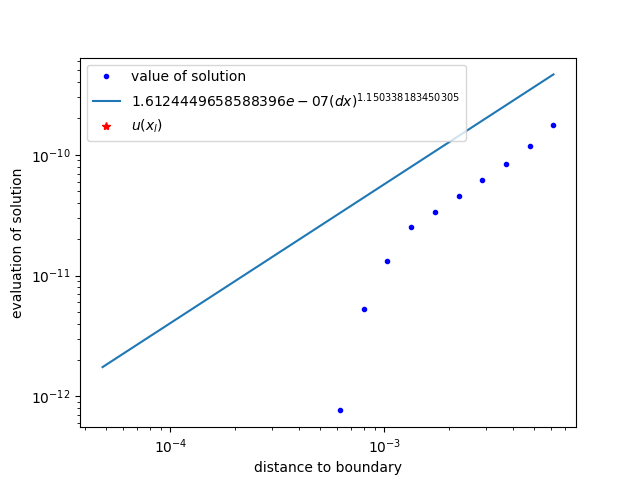 value of solution
1.6124449658588396e − 07(dx)^1.150338183450305
u(x_l)
10^−10
10^−11
10^−12
evaluation of solution
10^−4
10^−3
distance to boundary